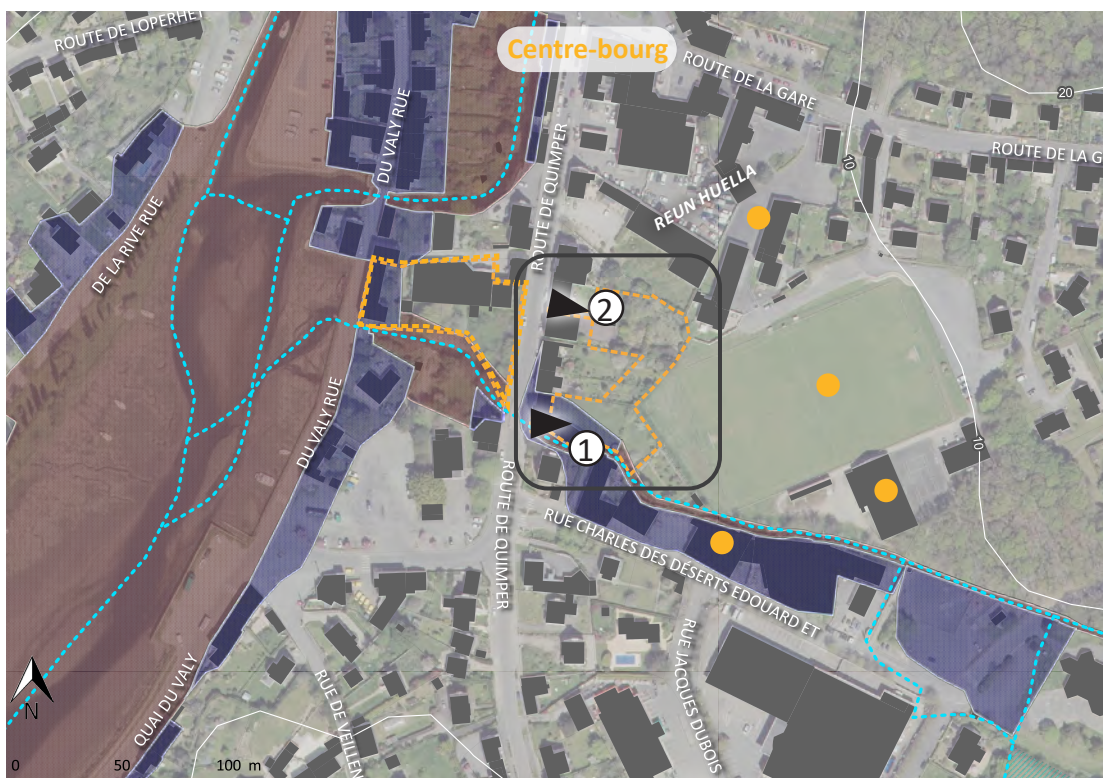 ROUTE DE LOPERHET
Centre-bourg
ROUTE DE LA GARE
20
DU VALY RUE
ROUTE DE QUIMPER
10
ROUTE DE LA G
REUN HUELLA
DE LA RIVE RUE
2
DU VALY RUE
1
10
ROUTE DE QUIMPER
RUE CHARLES DES DÉSERTS EDOUARD ET
QUAI DU VALY
RUE DE VEILLEN
RUE JACQUES DUBOIS
N
0 50 100 m